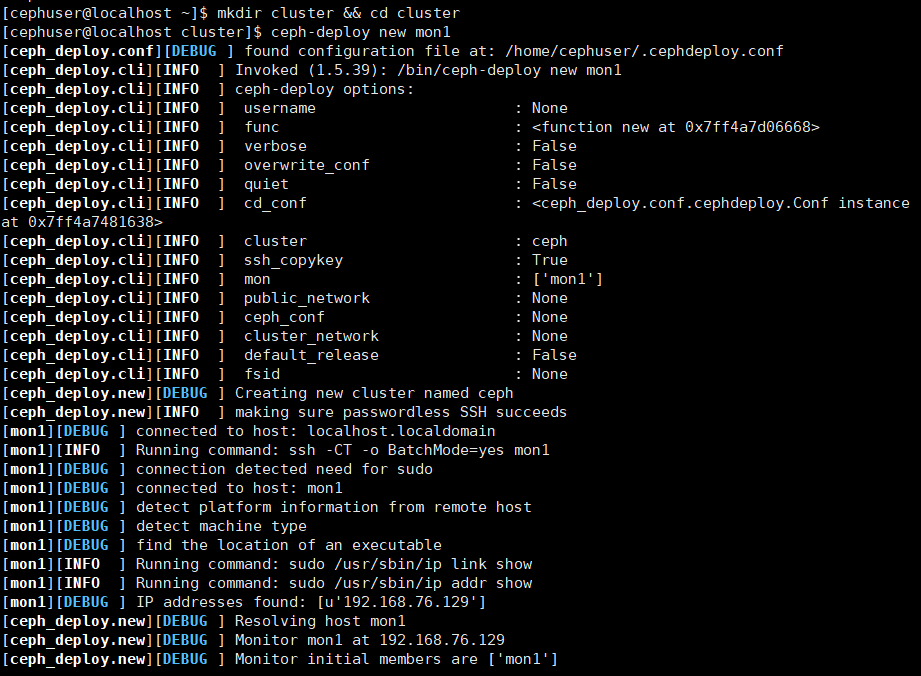 [cephuser@localhost ~]$ mkdir cluster && cd cluster
[cephuser@localhost cluster]$ ceph-deploy new mon1
[ceph_deploy.conf][DEBUG ] found configuration file at: /home/cephuser/.cephdeploy.conf
[ceph_deploy.cli][INFO  ] Invoked (1.5.39): /bin/ceph-deploy new mon1
[ceph_deploy.cli][INFO  ] ceph-deploy options:
[ceph_deploy.cli][INFO  ]  username                      : None
[ceph_deploy.cli][INFO  ]  func                          : <function new at 0x7ff4a7d06668>
[ceph_deploy.cli][INFO  ]  verbose                       : False
[ceph_deploy.cli][INFO  ]  overwrite_conf                : False
[ceph_deploy.cli][INFO  ]  quiet                         : False
[ceph_deploy.cli][INFO  ]  cd_conf                       : <ceph_deploy.conf.cephdeploy.Conf instance
at 0x7ff4a7481638>
[ceph_deploy.cli][INFO  ]  cluster                       : ceph
[ceph_deploy.cli][INFO  ]  ssh_copykey                   : True
[ceph_deploy.cli][INFO  ]  mon                           : ['mon1']
[ceph_deploy.cli][INFO  ]  public_network                : None
[ceph_deploy.cli][INFO  ]  ceph_conf                     : None
[ceph_deploy.cli][INFO  ]  cluster_network               : None
[ceph_deploy.cli][INFO  ]  default_release               : False
[ceph_deploy.cli][INFO  ]  fsid                          : None
[ceph_deploy.new][DEBUG ] Creating new cluster named ceph
[ceph_deploy.new][INFO  ] making sure passwordless SSH succeeds
[mon1][DEBUG ] connected to host: localhost.localdomain
[mon1][INFO  ] Running command: ssh -CT -o BatchMode=yes mon1
[mon1][DEBUG ] connection detected need for sudo
[mon1][DEBUG ] connected to host: mon1
[mon1][DEBUG ] detect platform information from remote host
[mon1][DEBUG ] detect machine type
[mon1][DEBUG ] find the location of an executable
[mon1][INFO  ] Running command: sudo /usr/sbin/ip link show
[mon1][INFO  ] Running command: sudo /usr/sbin/ip addr show
[mon1][DEBUG ] IP addresses found: [u'192.168.76.129']
[ceph_deploy.new][DEBUG ] Resolving host mon1
[ceph_deploy.new][DEBUG ] Monitor mon1 at 192.168.76.129
[ceph_deploy.new][DEBUG ] Monitor initial members are ['mon1']